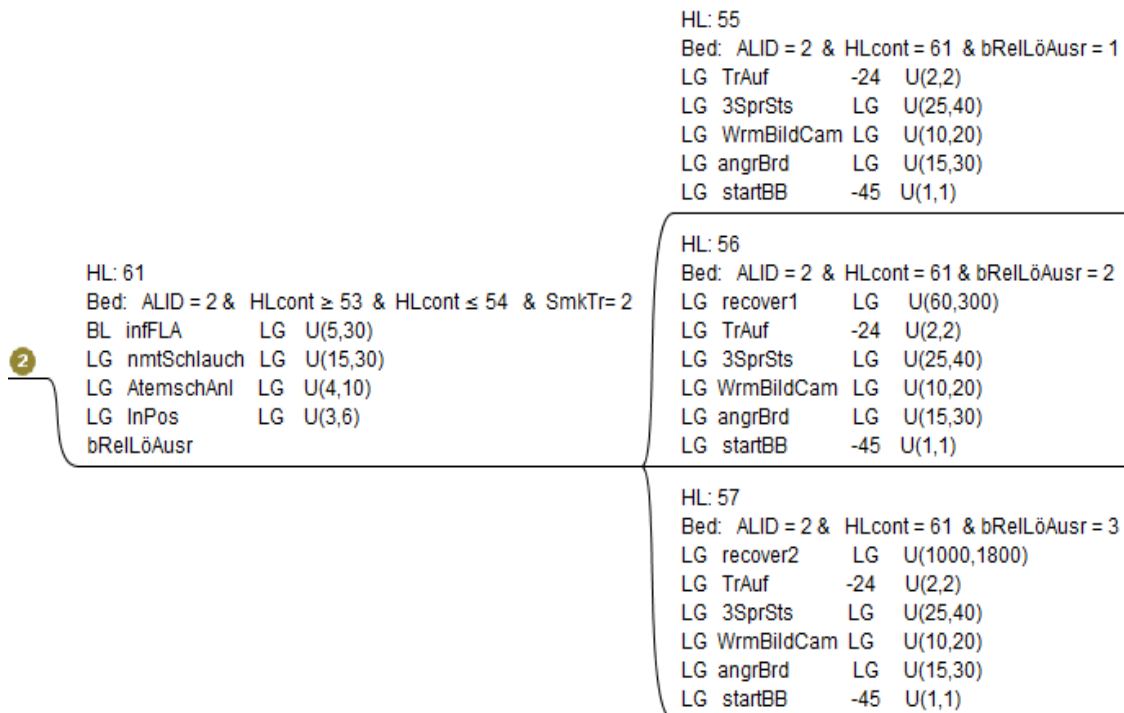 HL: 55
Bed: ALID = 2 & HLcont = 61 & bRelLöAusr = 1
LG TrAuf -24 U(2,2)
LG 3SprSts LG U(25,40)
LG WrmBildCam LG U(10,20)
LG angrBrd LG U(15,30)
LG startBB -45 U(1,1)
HL: 56
Bed: ALID = 2 & HLcont = 61 & bRelLöAusr = 2
LG recover1 LG U(60,300)
LG TrAuf -24 U(2,2)
LG 3SprSts LG U(25,40)
LG WrmBildCam LG U(10,20)
LG angrBrd LG U(15,30)
LG startBB -45 U(1,1)
HL: 61
Bed: ALID = 2 & HLcont ≥ 53 & HLcont ≤ 54 & SmkTr= 2
BL infFLA LG U(5,30)
LG nmtSchlauch LG U(15,30)
LG AtemschAnl LG U(4,10)
LG InPos LG U(3,6)
bRelLöAusr
2
HL: 57
Bed: ALID = 2 & HLcont = 61 & bRelLöAusr = 3
LG recover2 LG U(1000,1800)
LG TrAuf -24 U(2,2)
LG 3SprSts LG U(25,40)
LG WrmBildCam LG U(10,20)
LG angrBrd LG U(15,30)
LG startBB -45 U(1,1)